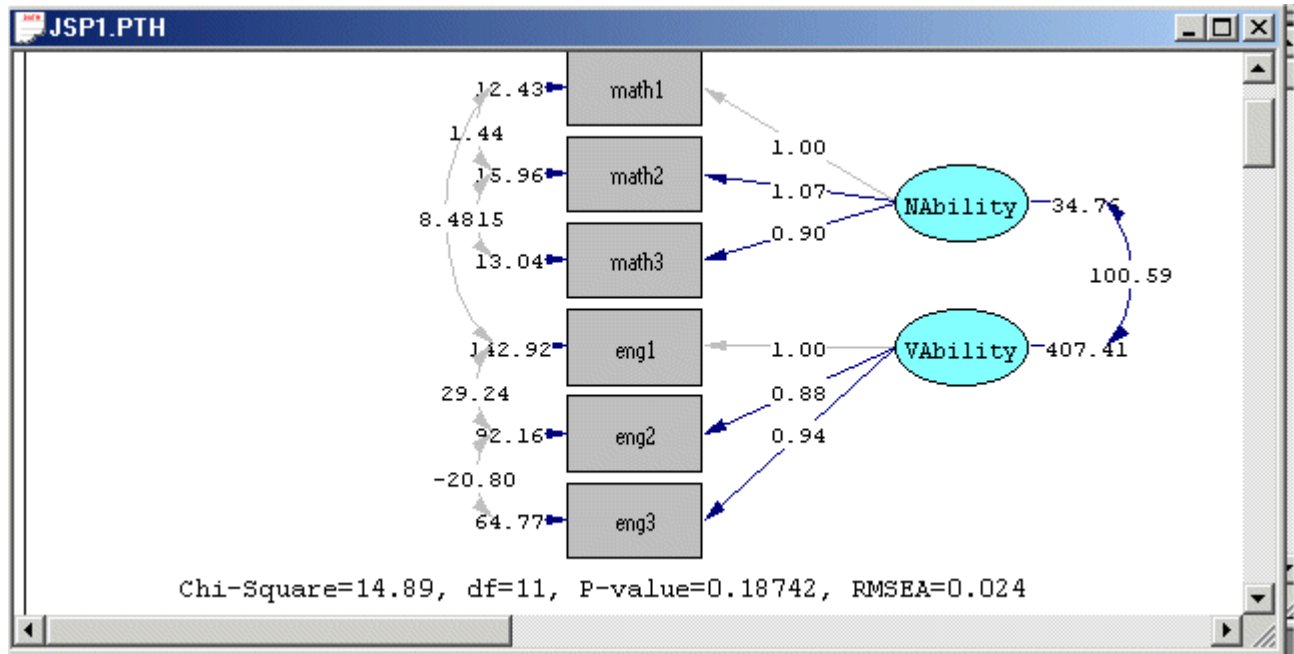 JSP1.PTH
12.43 math1
1.44 1.00
15.96 math2 1.07 NAbility 34.76
8.4815 0.90
13.04 math3 100.59
142.92 eng1 1.00 VAbility 407.41
29.24 0.88
92.16 eng2 0.94
-20.80
64.77 eng3
Chi-Square=14.89, df=11, P-value=0.18742, RMSEA=0.024